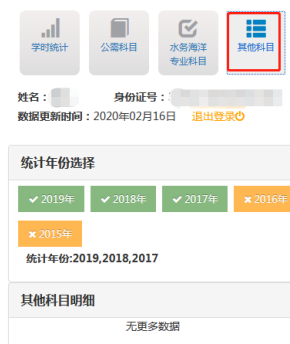 学时统计 公需科目 水务海洋 其他科目
专业科目
姓名： 身份证号：
数据更新时间：2020年02月16日 退出登录
统计年份选择
2019年 2018年 2017年 2016年
2015年
统计年份:2019,2018,2017
其他科目明细
无更多数据